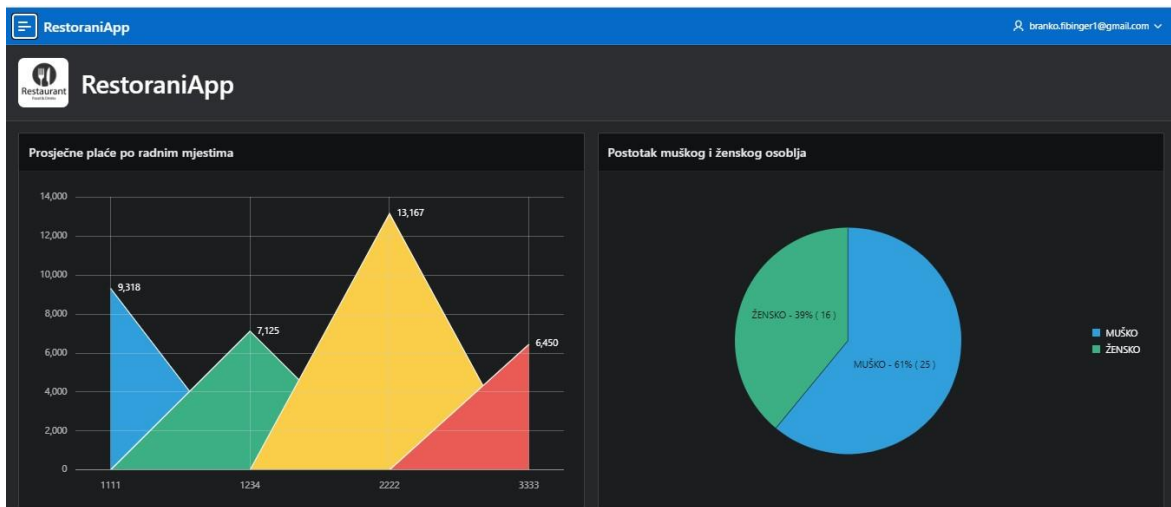 RestoraniApp
branko.fibinger1@gmail.com
Restaurant
RestoraniApp
Prosječne plaće po radnim mjestima
14,000
12,000
10,000
8,000
6,000
4,000
2,000
0
9,318
7,125
13,167
6,450
1111
1234
2222
3333
Postotak muškog i ženskog osoblja
ŽENSKO - 39% ( 16 )
MUŠKO - 61% ( 25 )
MUŠKO
ŽENSKO